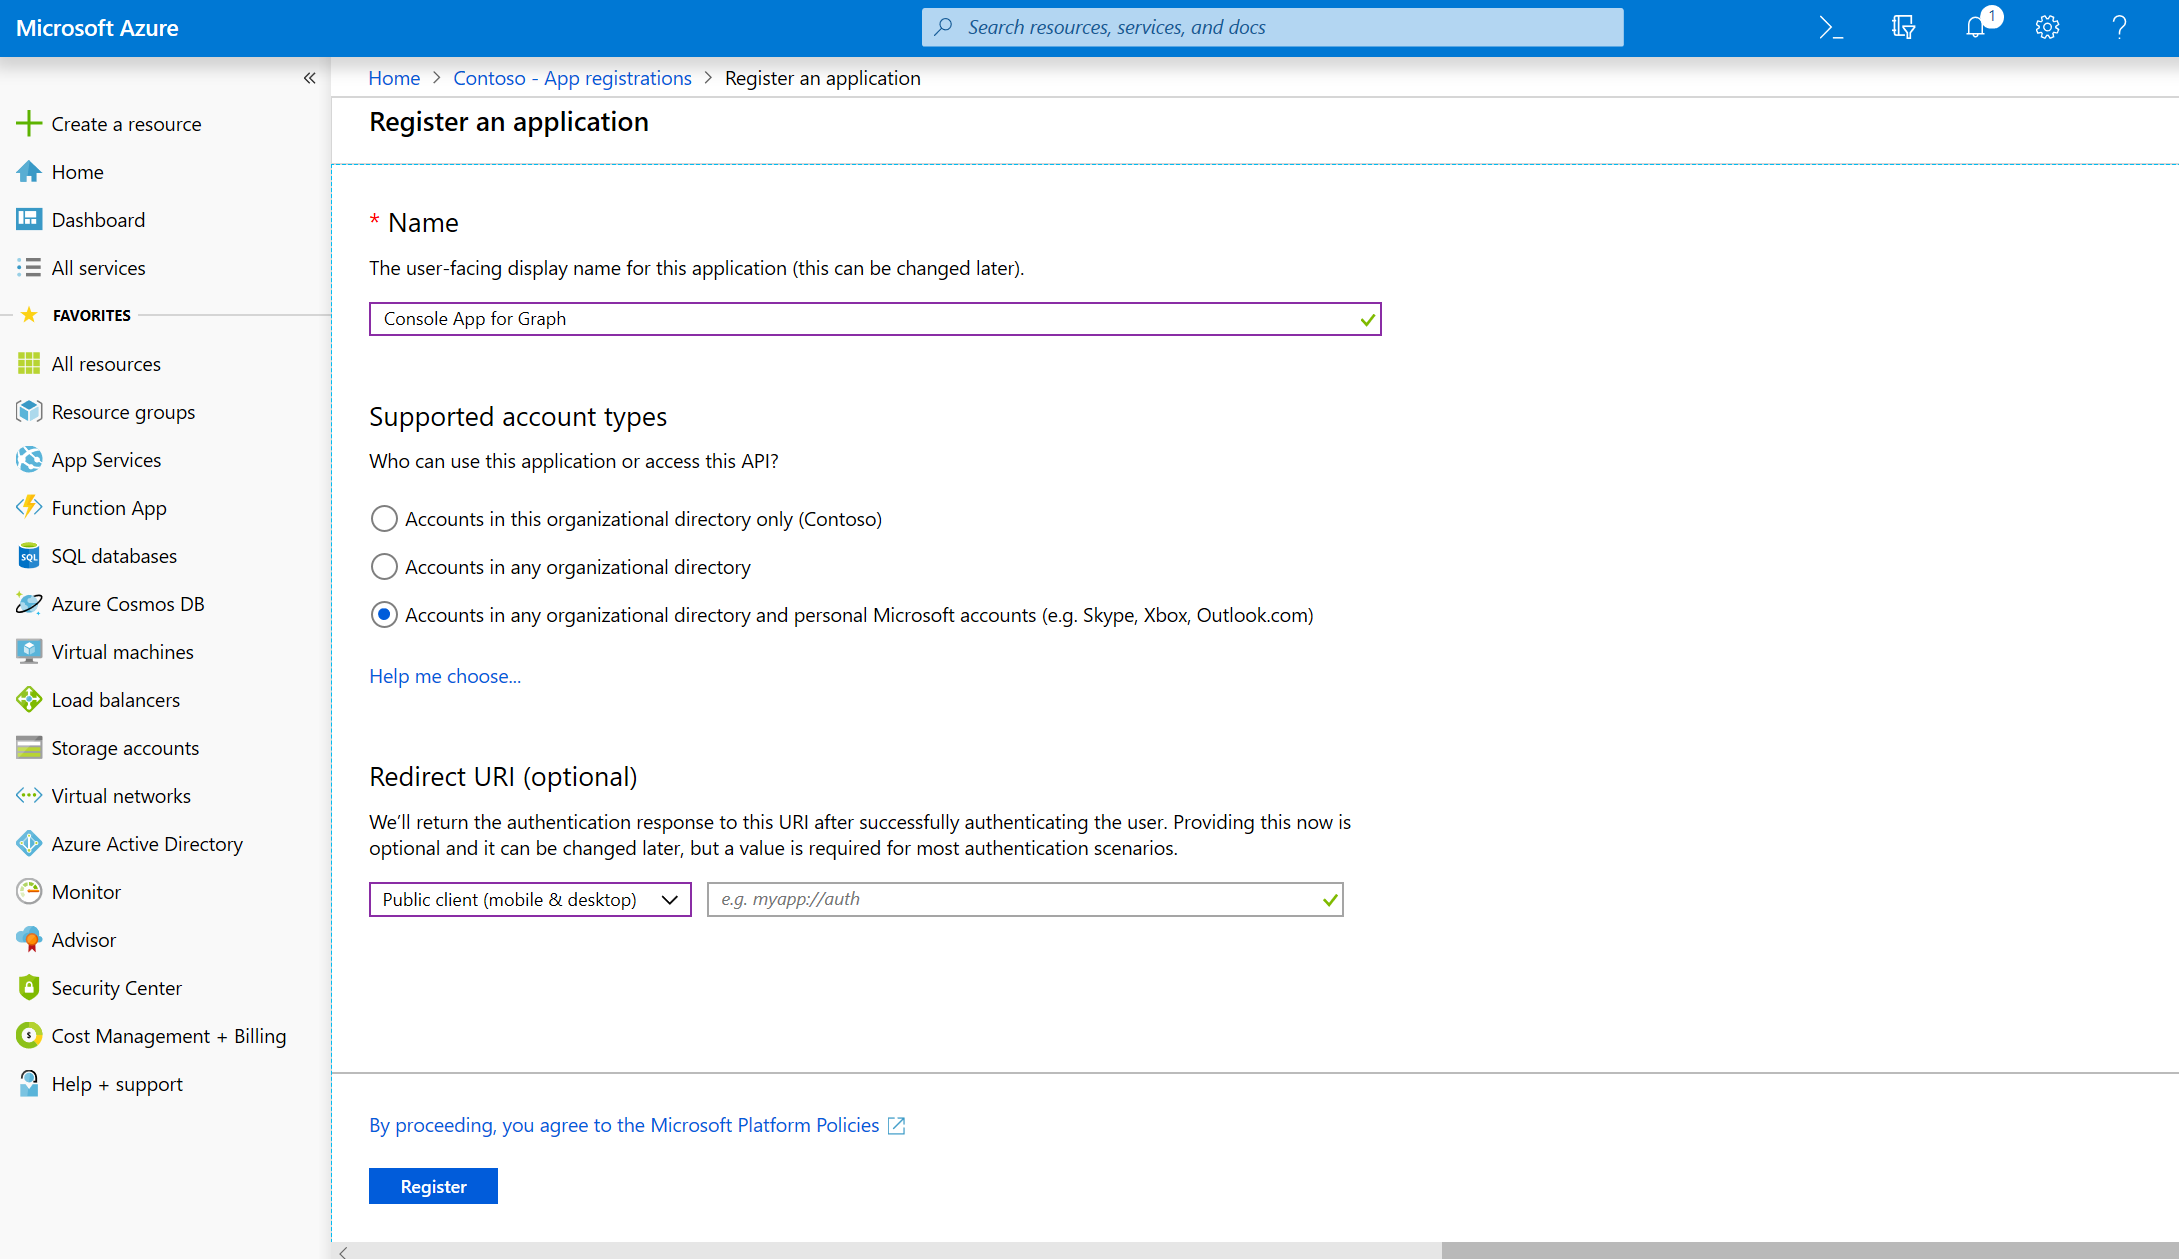 Microsoft Azure
Search resources, services, and docs
1
Home > Contoso - App registrations > Register an application
Register an application
Create a resource
Home
Dashboard
All services
FAVORITES
All resources
Resource groups
App Services
Function App
SQL
SQL databases
Azure Cosmos DB
Virtual machines
Load balancers
Storage accounts
Virtual networks
Azure Active Directory
Monitor
Advisor
Security Center
Cost Management + Billing
Help + support
* Name
The user-facing display name for this application (this can be changed later).
Console App for Graph
Supported account types
Who can use this application or access this API?
Accounts in this organizational directory only (Contoso)
Accounts in any organizational directory
Accounts in any organizational directory and personal Microsoft accounts (e.g. Skype, Xbox, Outlook.com)
Help me choose...
Redirect URI (optional)
We'll return the authentication response to this URI after successfully authenticating the user. Providing this now is
optional and it can be changed later, but a value is required for most authentication scenarios.
Public client (mobile & desktop)
e.g. myapp://auth
By proceeding, you agree to the Microsoft Platform Policies
Register